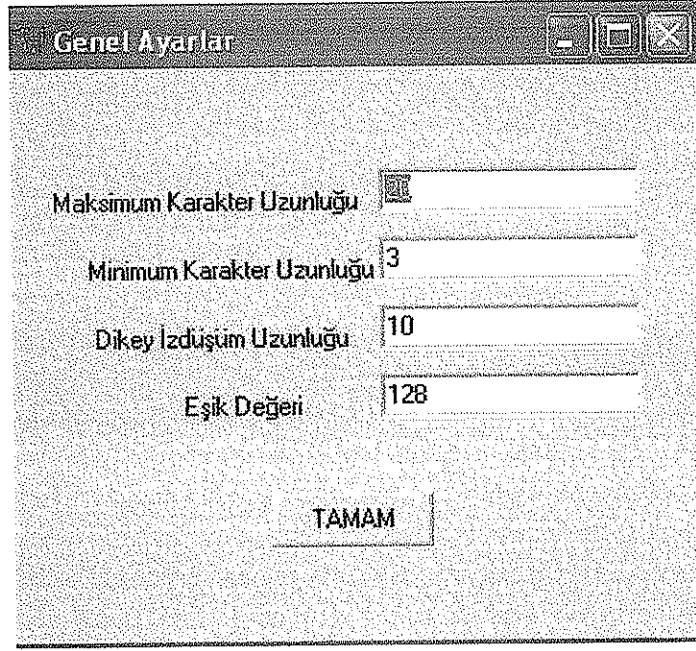 Genel Ayarlar
Maksimum Karakter Uzunluğu
Minimum Karakter Uzunluğu 3
Dikey İzdüşüm Uzunluğu 10
Eşik Değeri 128
TAMAM